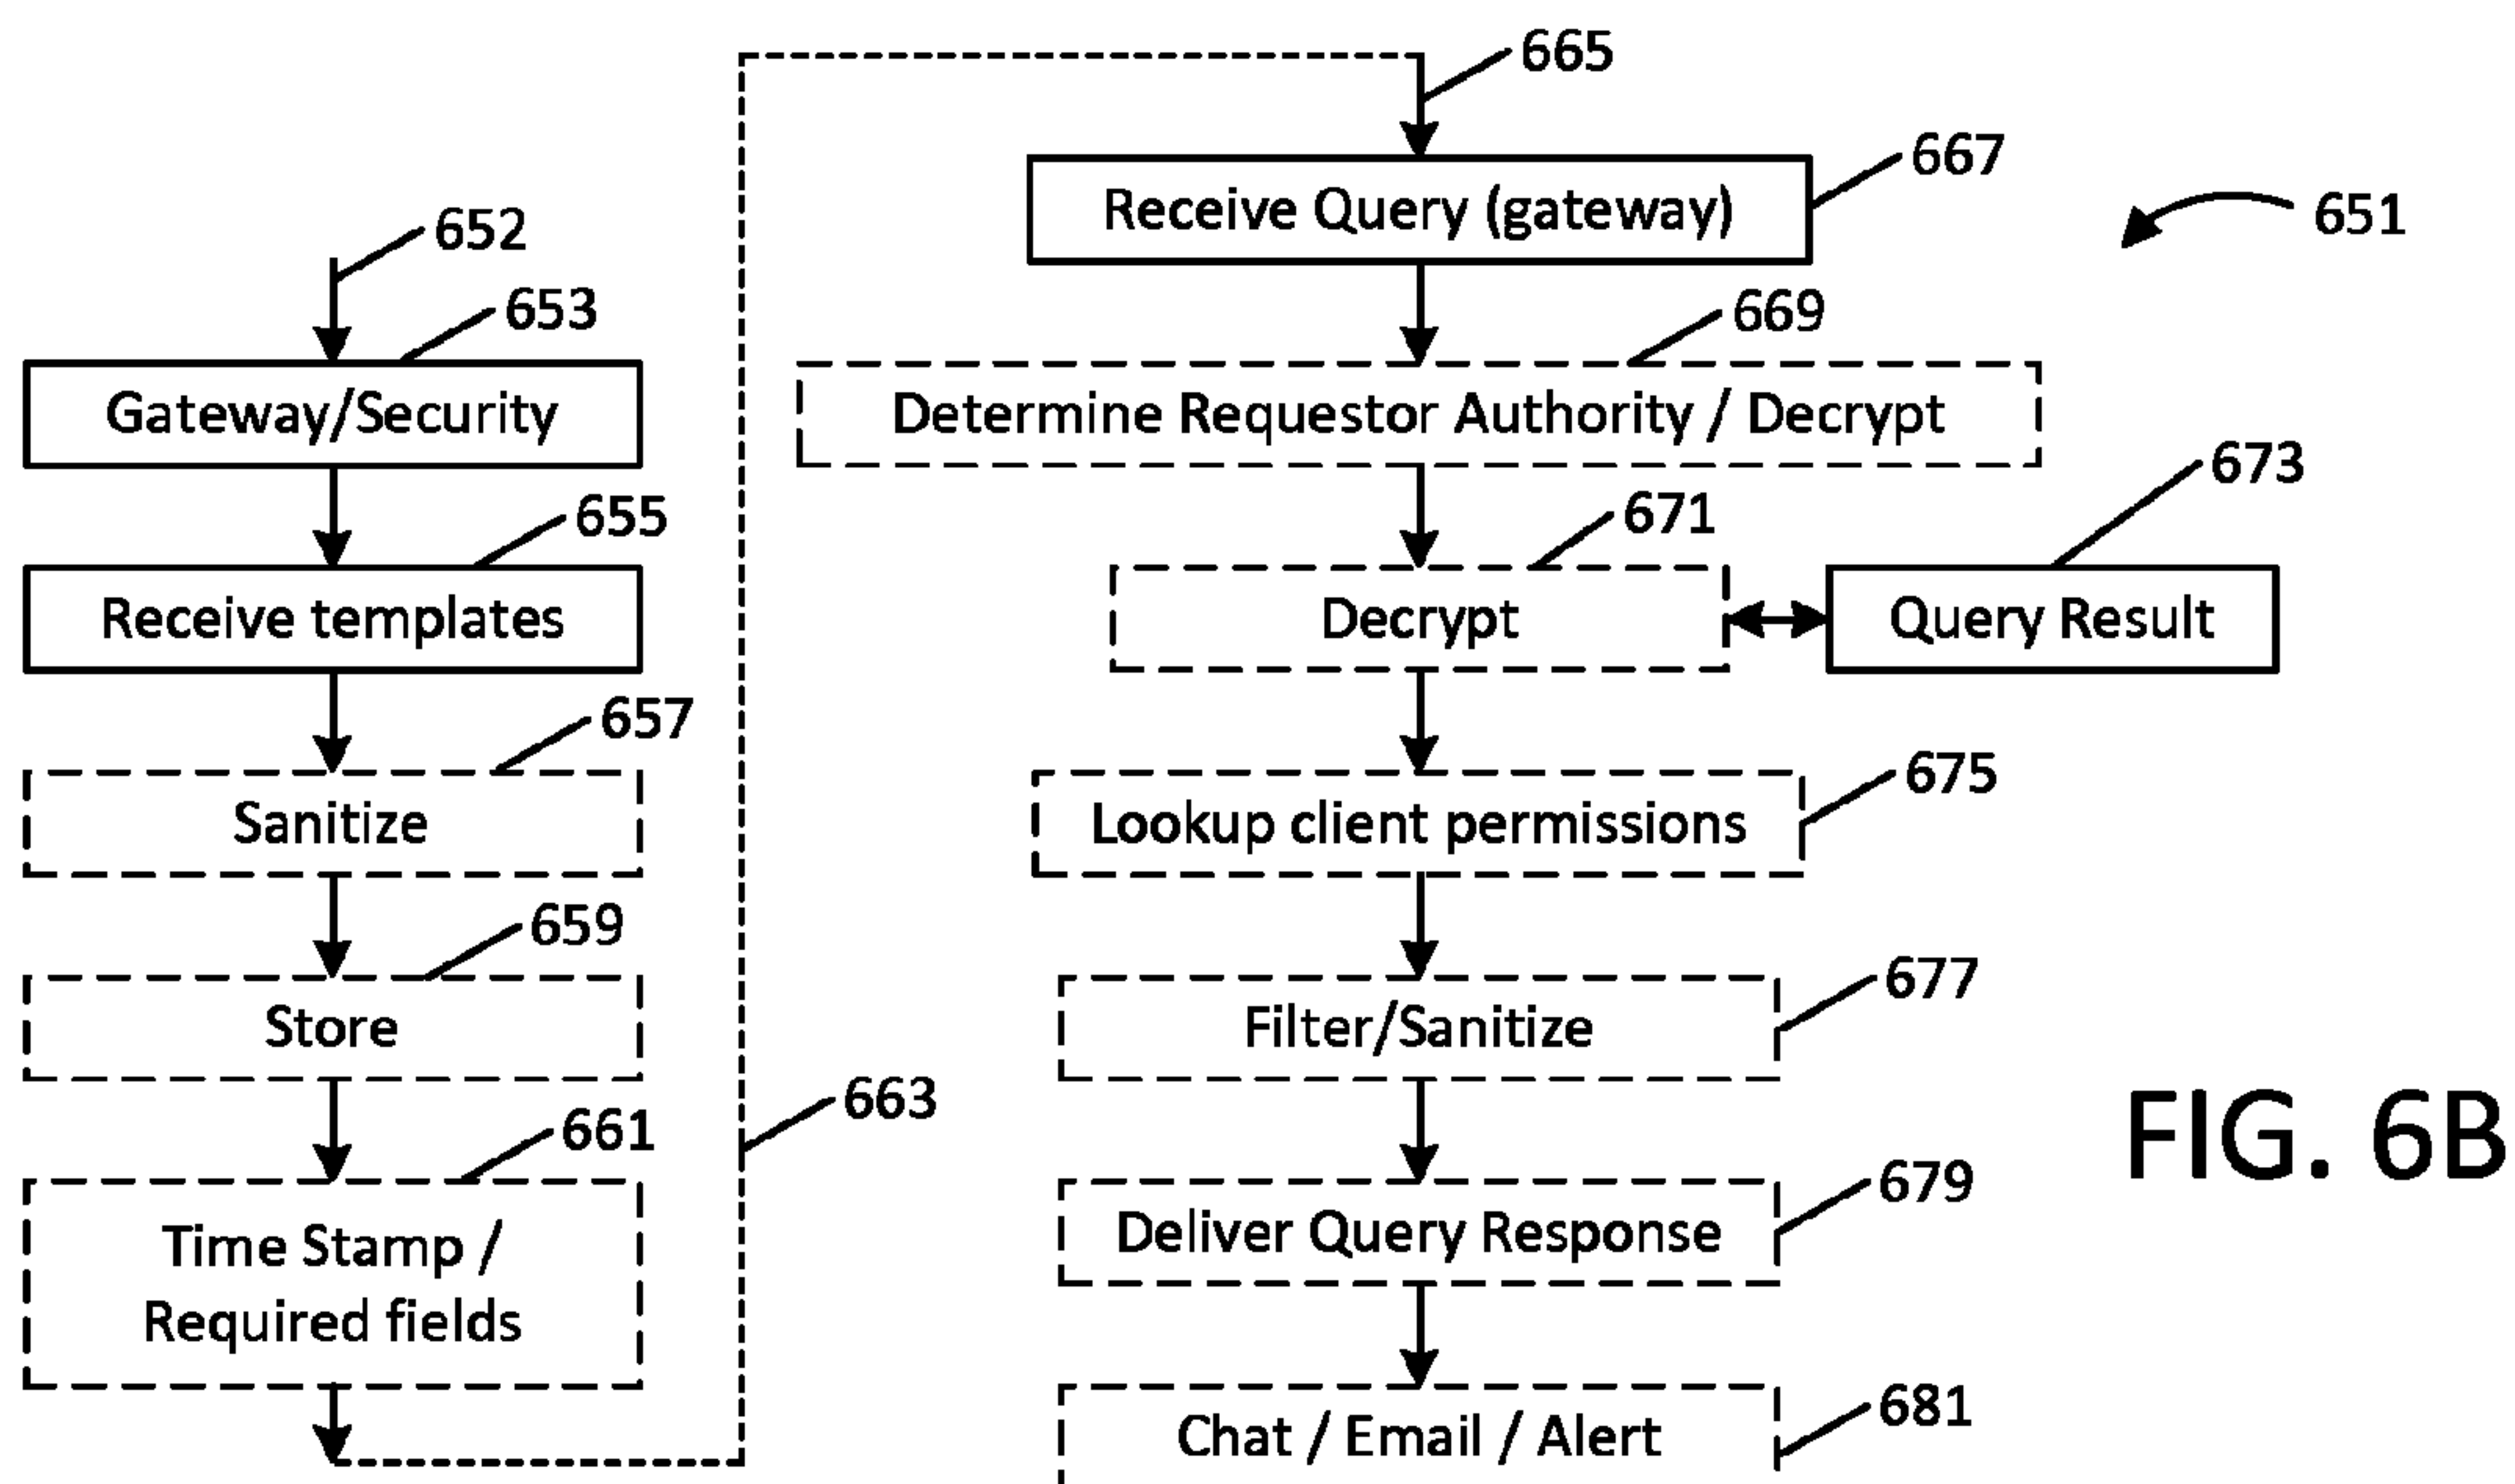 652
653
Gateway/Security
655
Receive templates
657
Sanitize
659
Store
661
Time Stamp /
Required fields
663
665
667
Receive Query (gateway)
651
669
Determine Requestor Authority / Decrypt
671
Decrypt
673
Query Result
675
Lookup client permissions
677
Filter/Sanitize
679
Deliver Query Response
681
Chat / Email / Alert
FIG. 6B